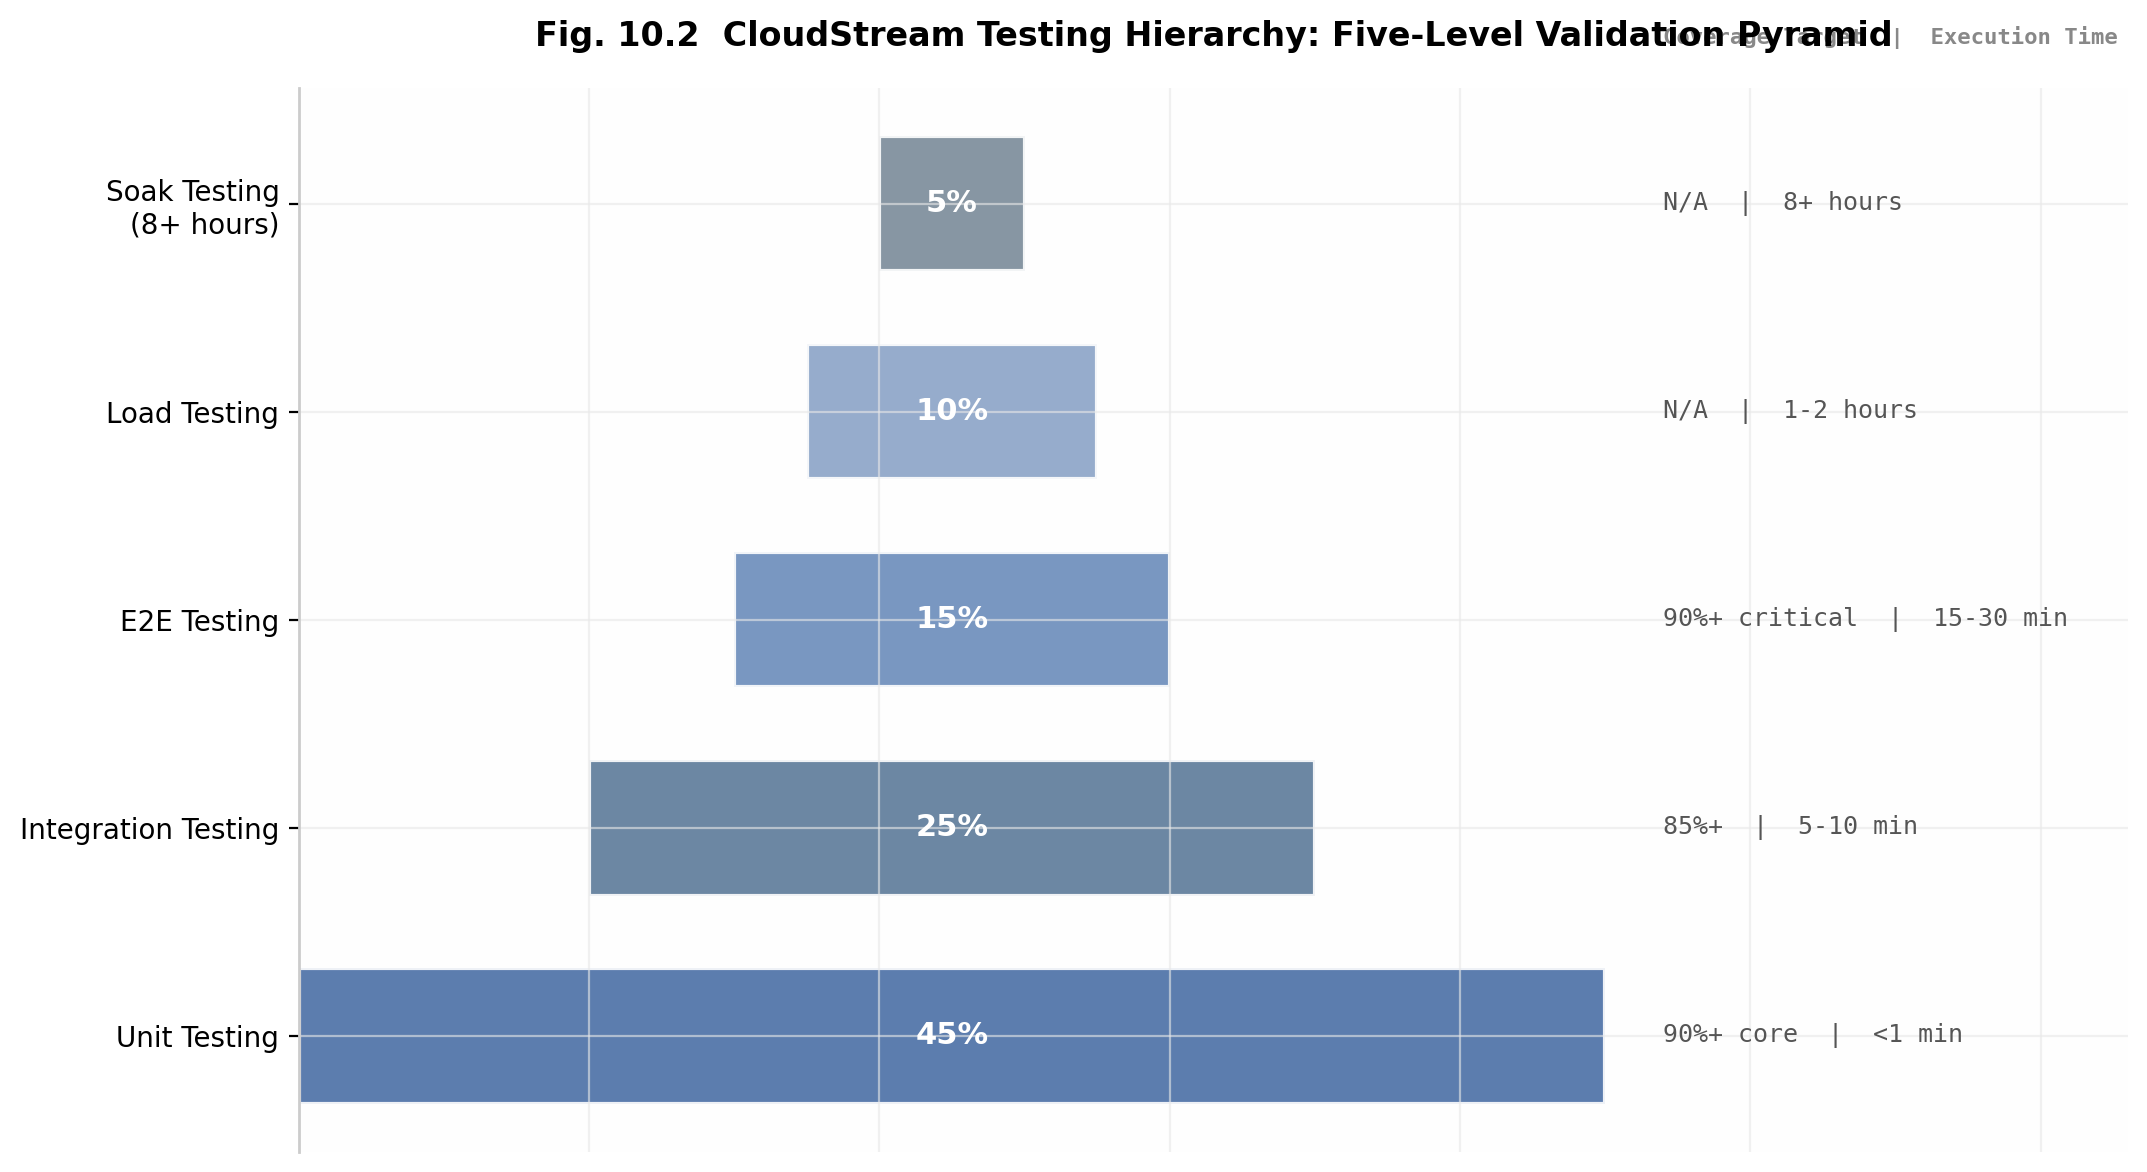 Fig. 10.2  CloudStream Testing Hierarchy: Five-Level Validation Pyramid
Coverage Target  |  Execution Time
Soak Testing
(8+ hours)
5%
N/A  |  8+ hours
Load Testing
10%
N/A  |  1-2 hours
E2E Testing
15%
90%+ critical  |  15-30 min
Integration Testing
25%
85%+  |  5-10 min
Unit Testing
45%
90%+ core  |  <1 min